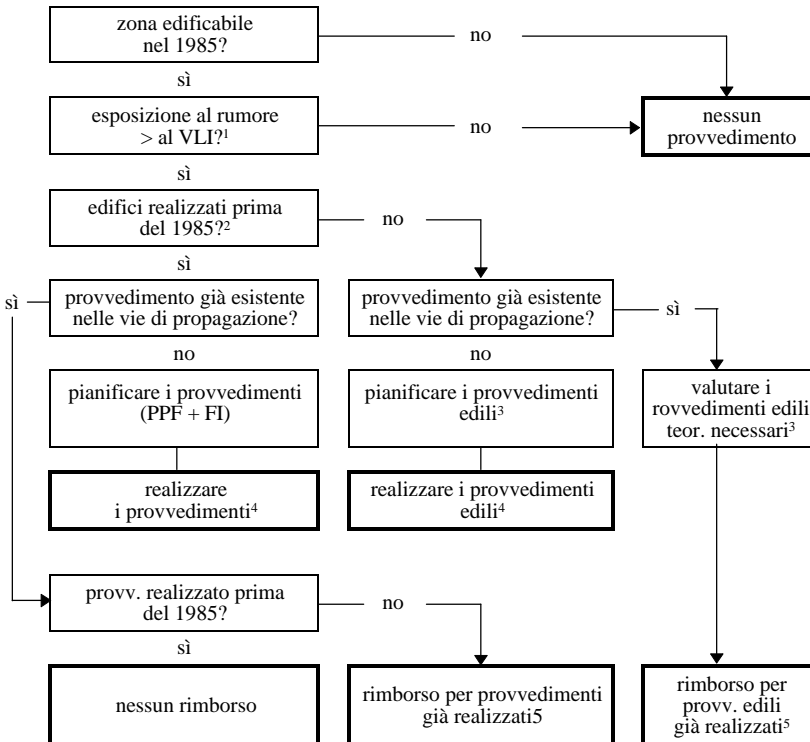 zona edificabile
nel 1985?
no
sì
esposizione al rumore
> al VLI?¹
no
nessun
provvedimento
sì
edifici realizzati prima
del 1985?²
no
sì
sì
provvedimento già esistente
nelle vie di propagazione?
provvedimento già esistente
nelle vie di propagazione?
sì
no
no
pianificare i provvedimenti
(PPF + FI)
pianificare i provvedimenti
edili³
valutare i
rovvedimenti edili
teor. necessari³
realizzare
i provvedimenti⁴
realizzare i provvedimenti
edili⁴
provv. realizzato prima
del 1985?
no
sì
nessun rimborso
rimborso per provvedimenti
già realizzati5
rimborso per
provv. edili
già realizzati⁵